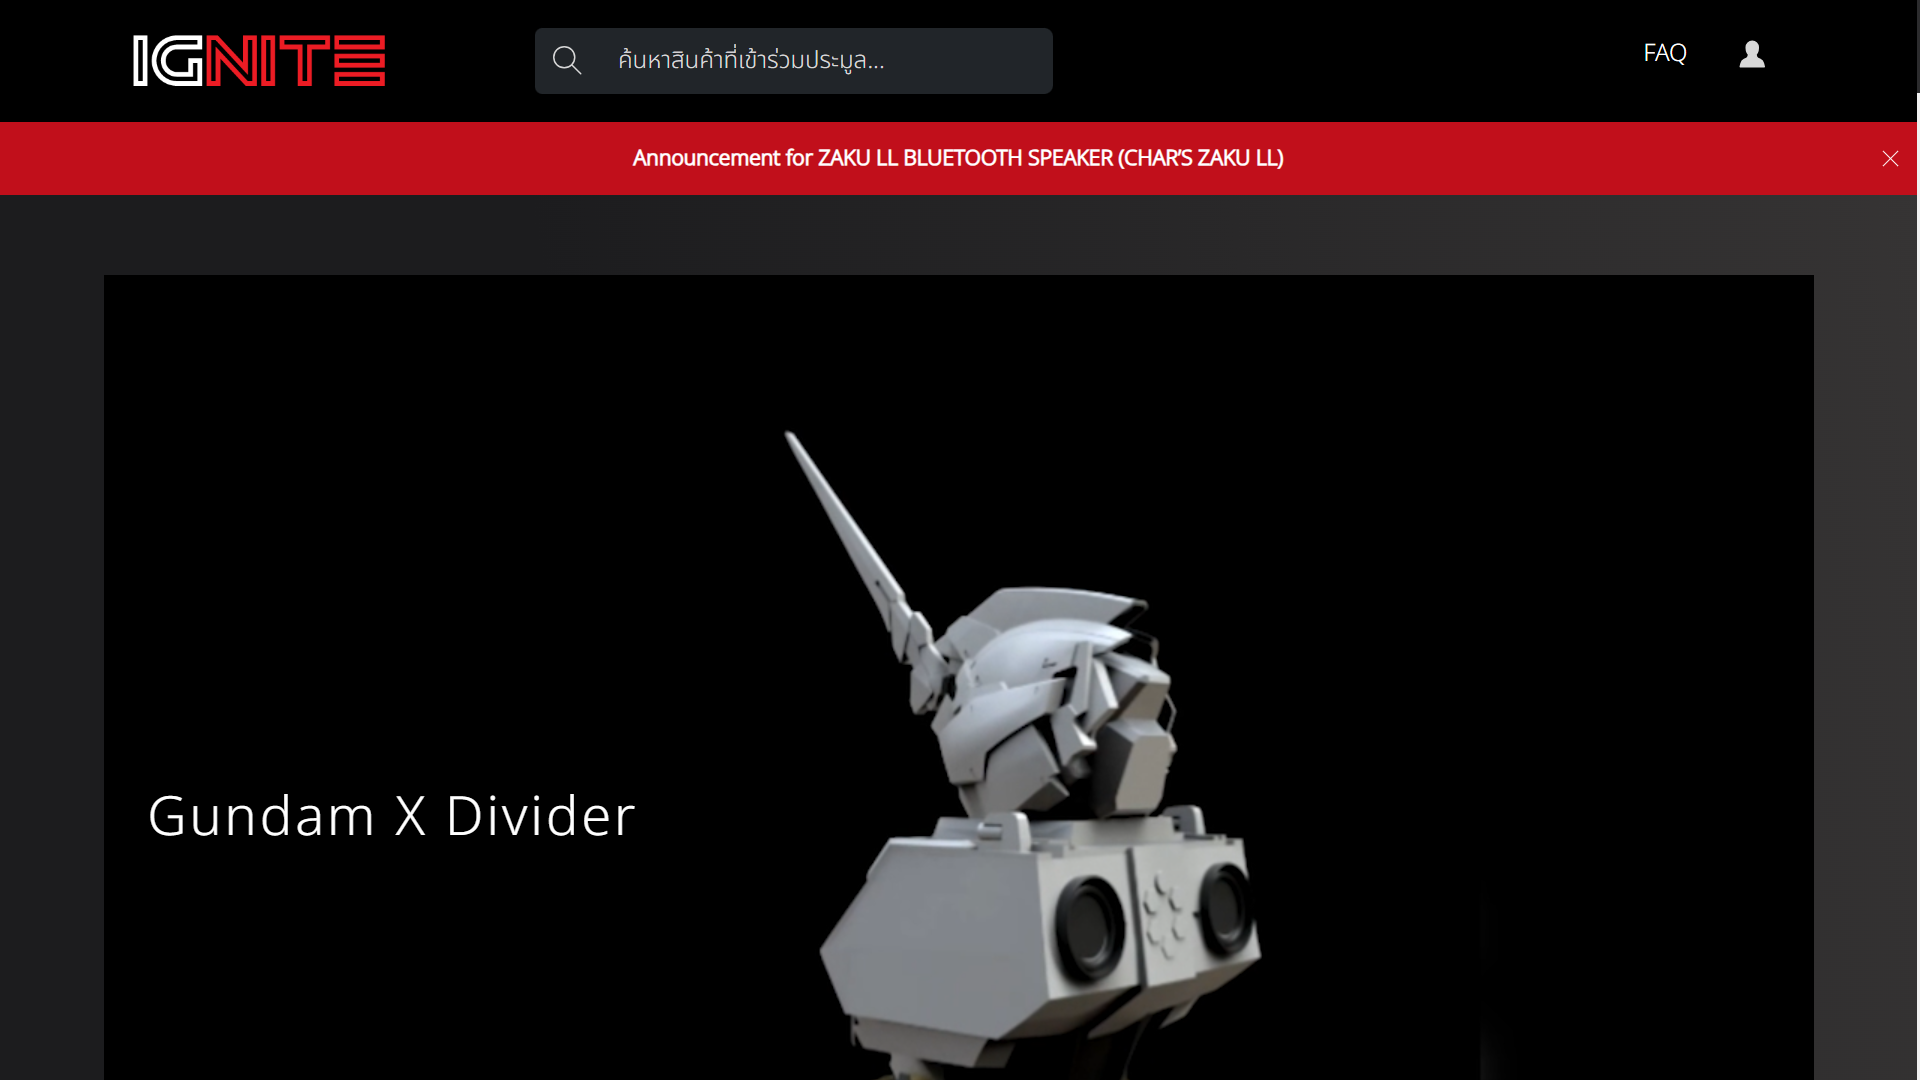 IGNITE
ค้นหาสินค้าที่เข้าร่วมประมูล...
FAQ
Announcement for ZAKU LL BLUETOOTH SPEAKER (CHAR’S ZAKU LL)
Gundam X Divider